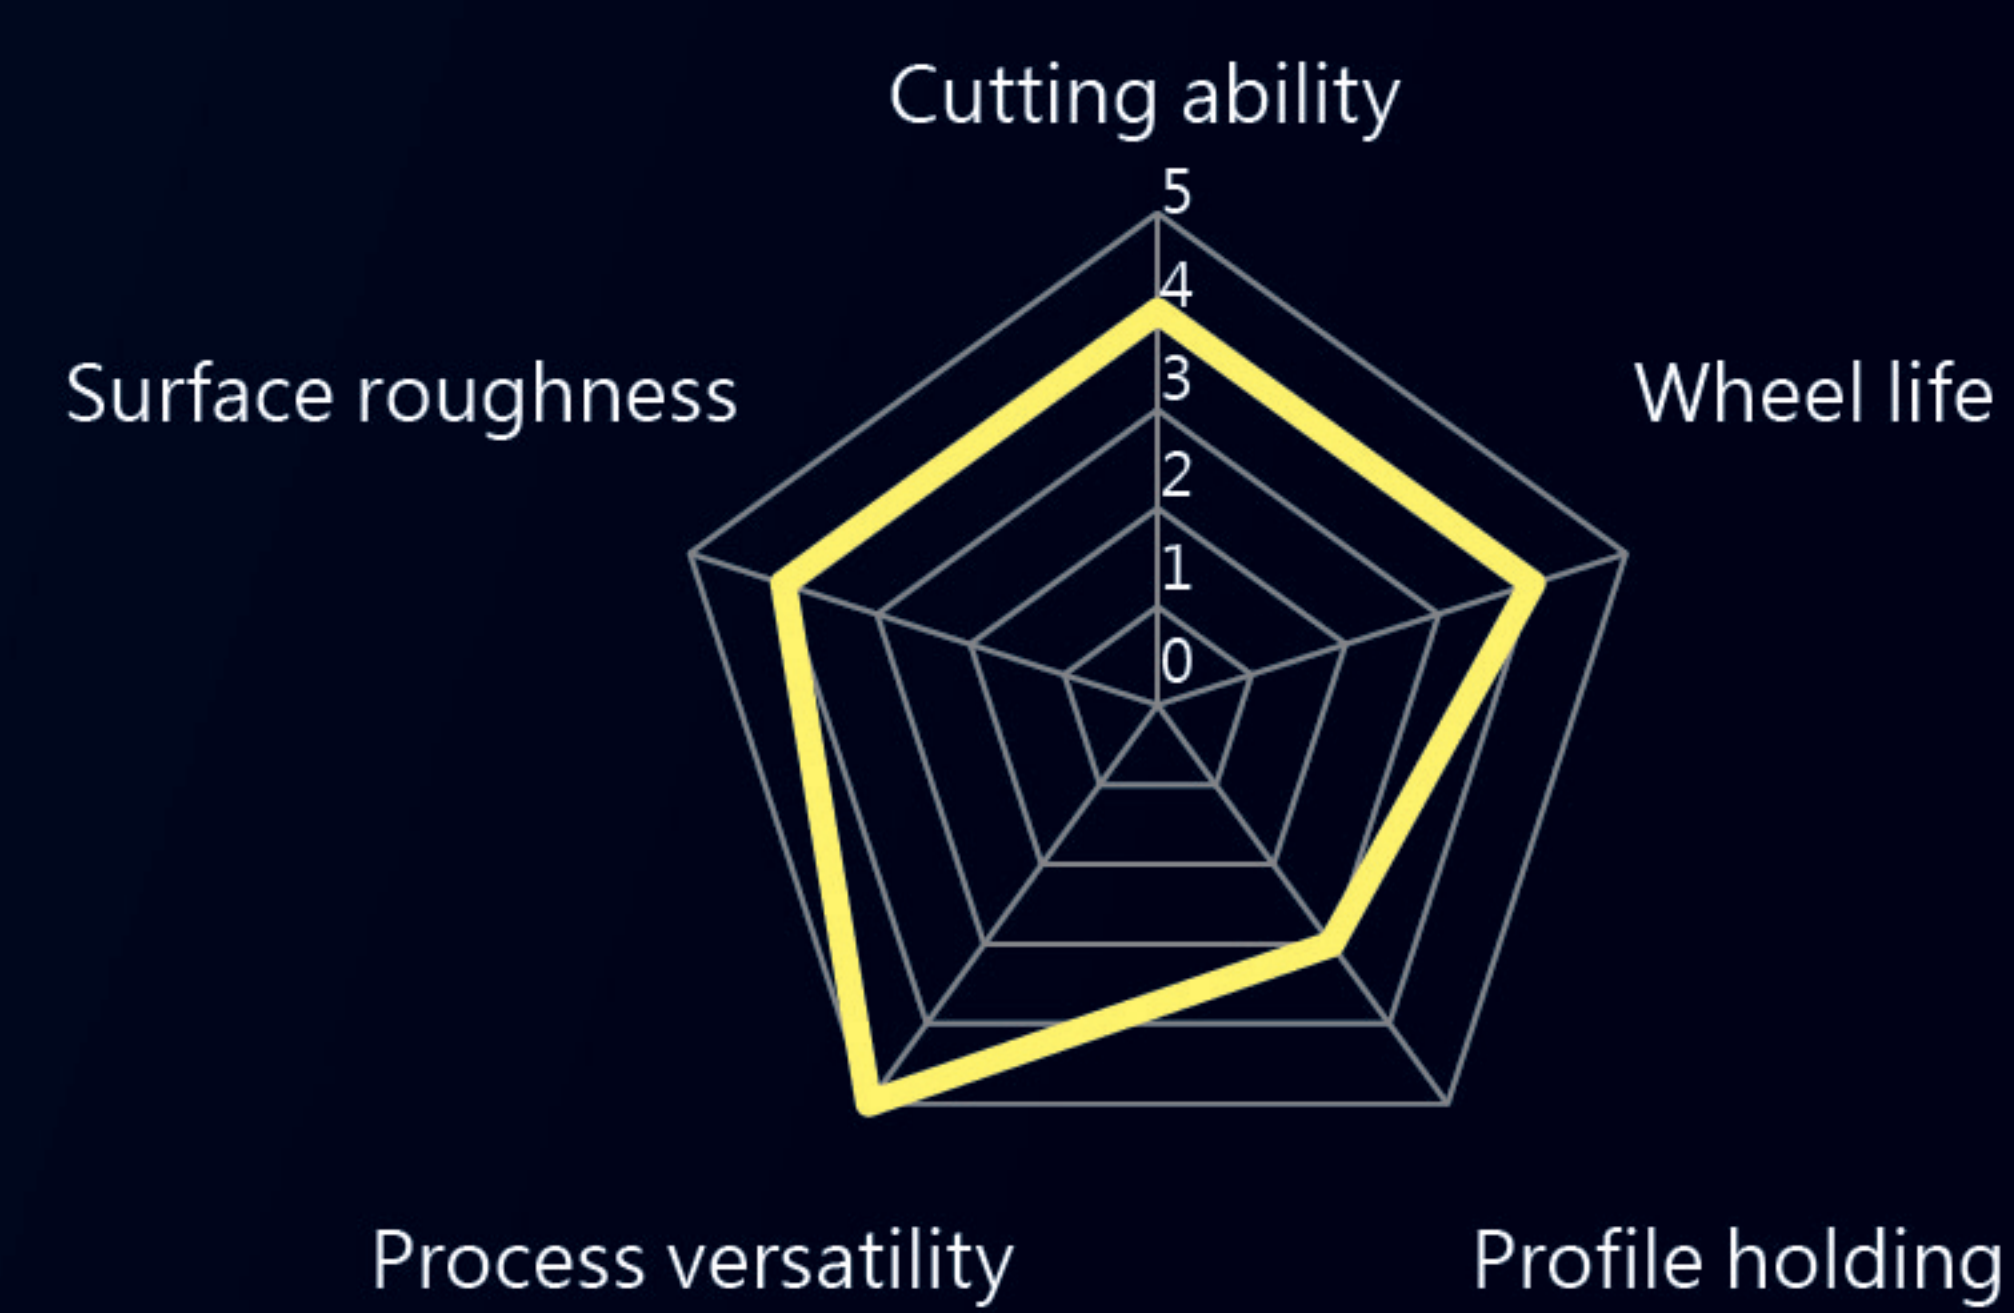 Cutting ability
5
4
3
2
1
0
Surface roughness
Wheel life
Process versatility
Profile holding